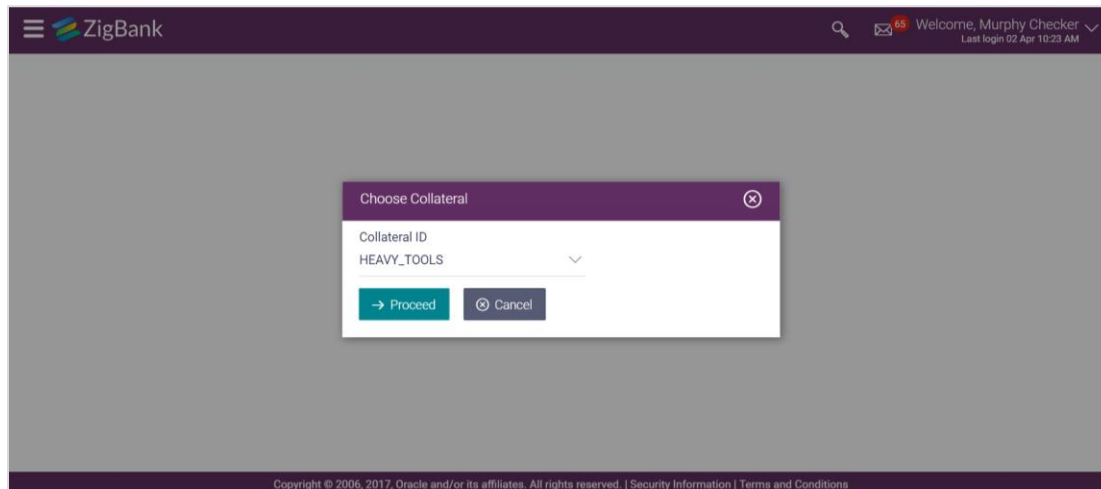 ZigBank
65
Welcome, Murphy Checker
Last login 02 Apr 10:23 AM
Choose Collateral
Collateral ID
HEAVY_TOOLS
Proceed
Cancel
Copyright © 2006, 2017, Oracle and/or its affiliates. All rights reserved. | Security Information | Terms and Conditions